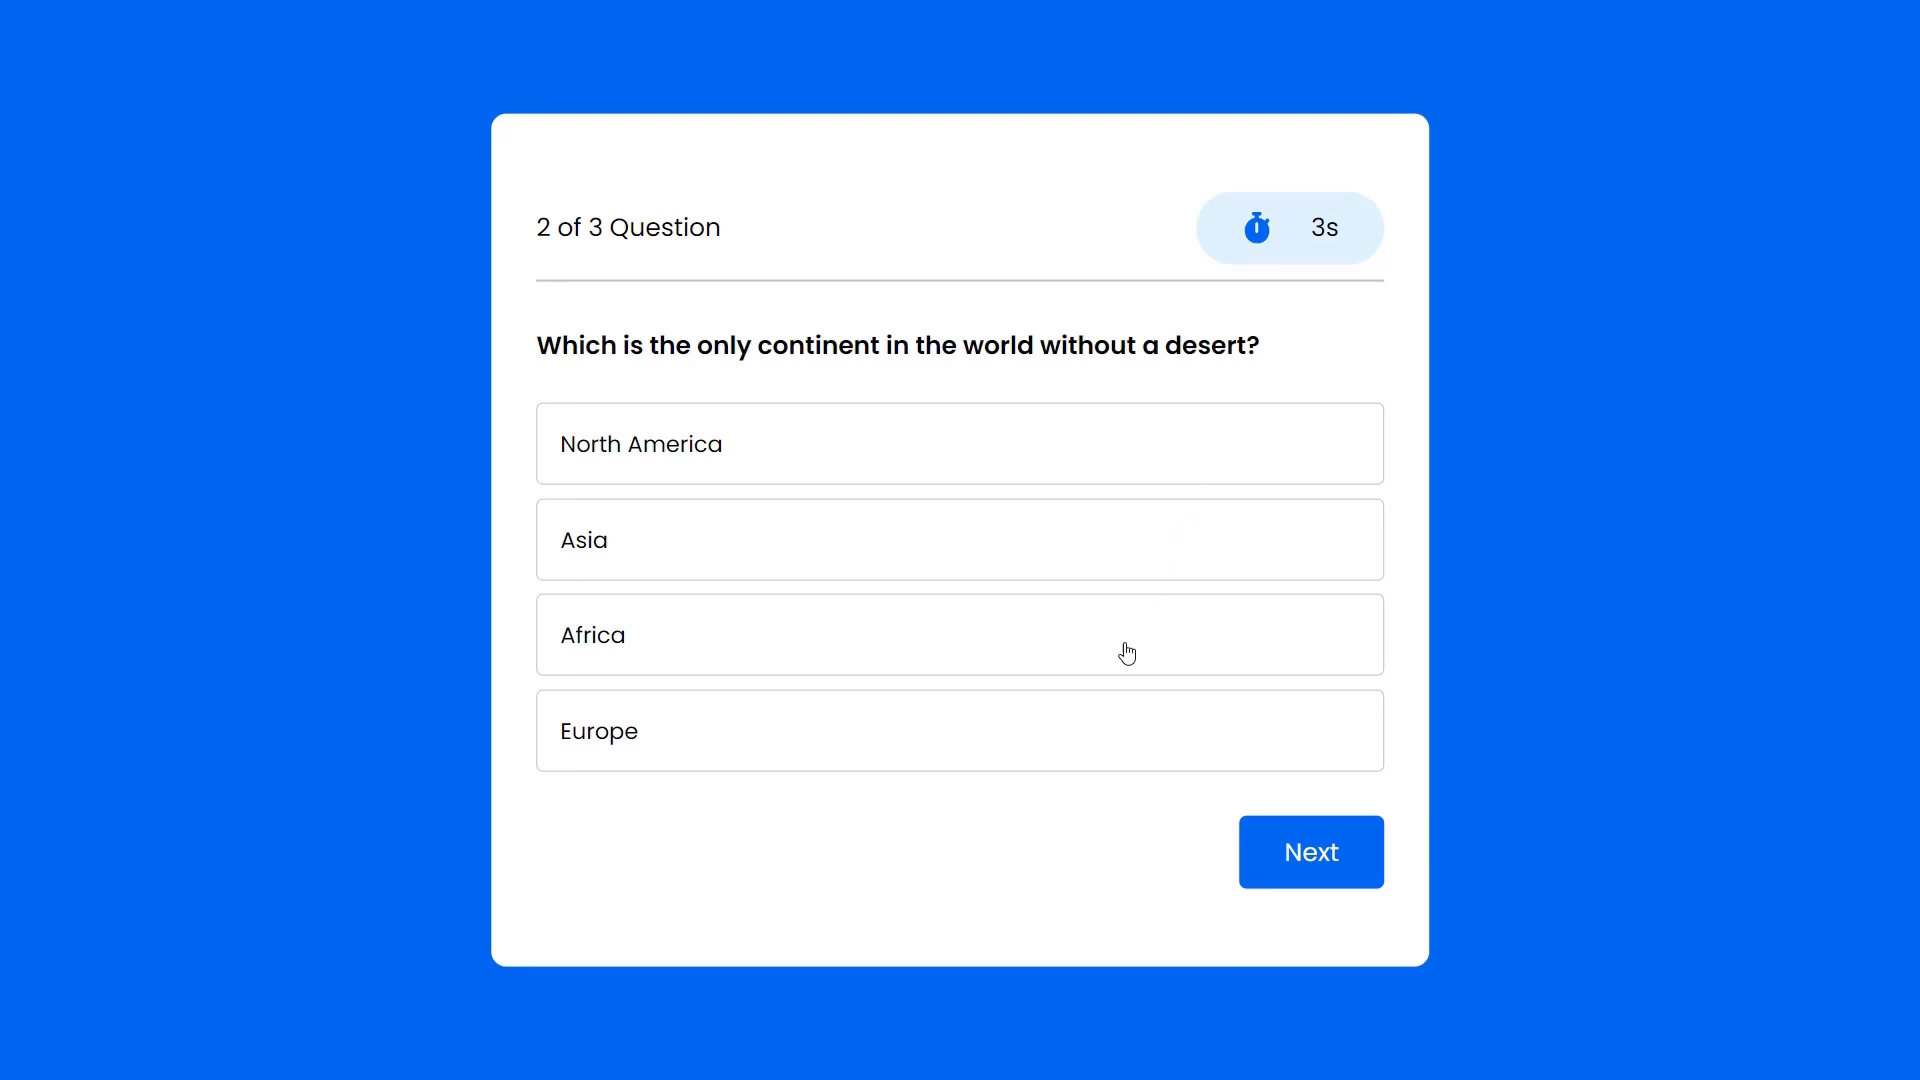 2 of 3 Question
3s
Which is the only continent in the world without a desert?
North America
Asia
Africa
Europe
Next